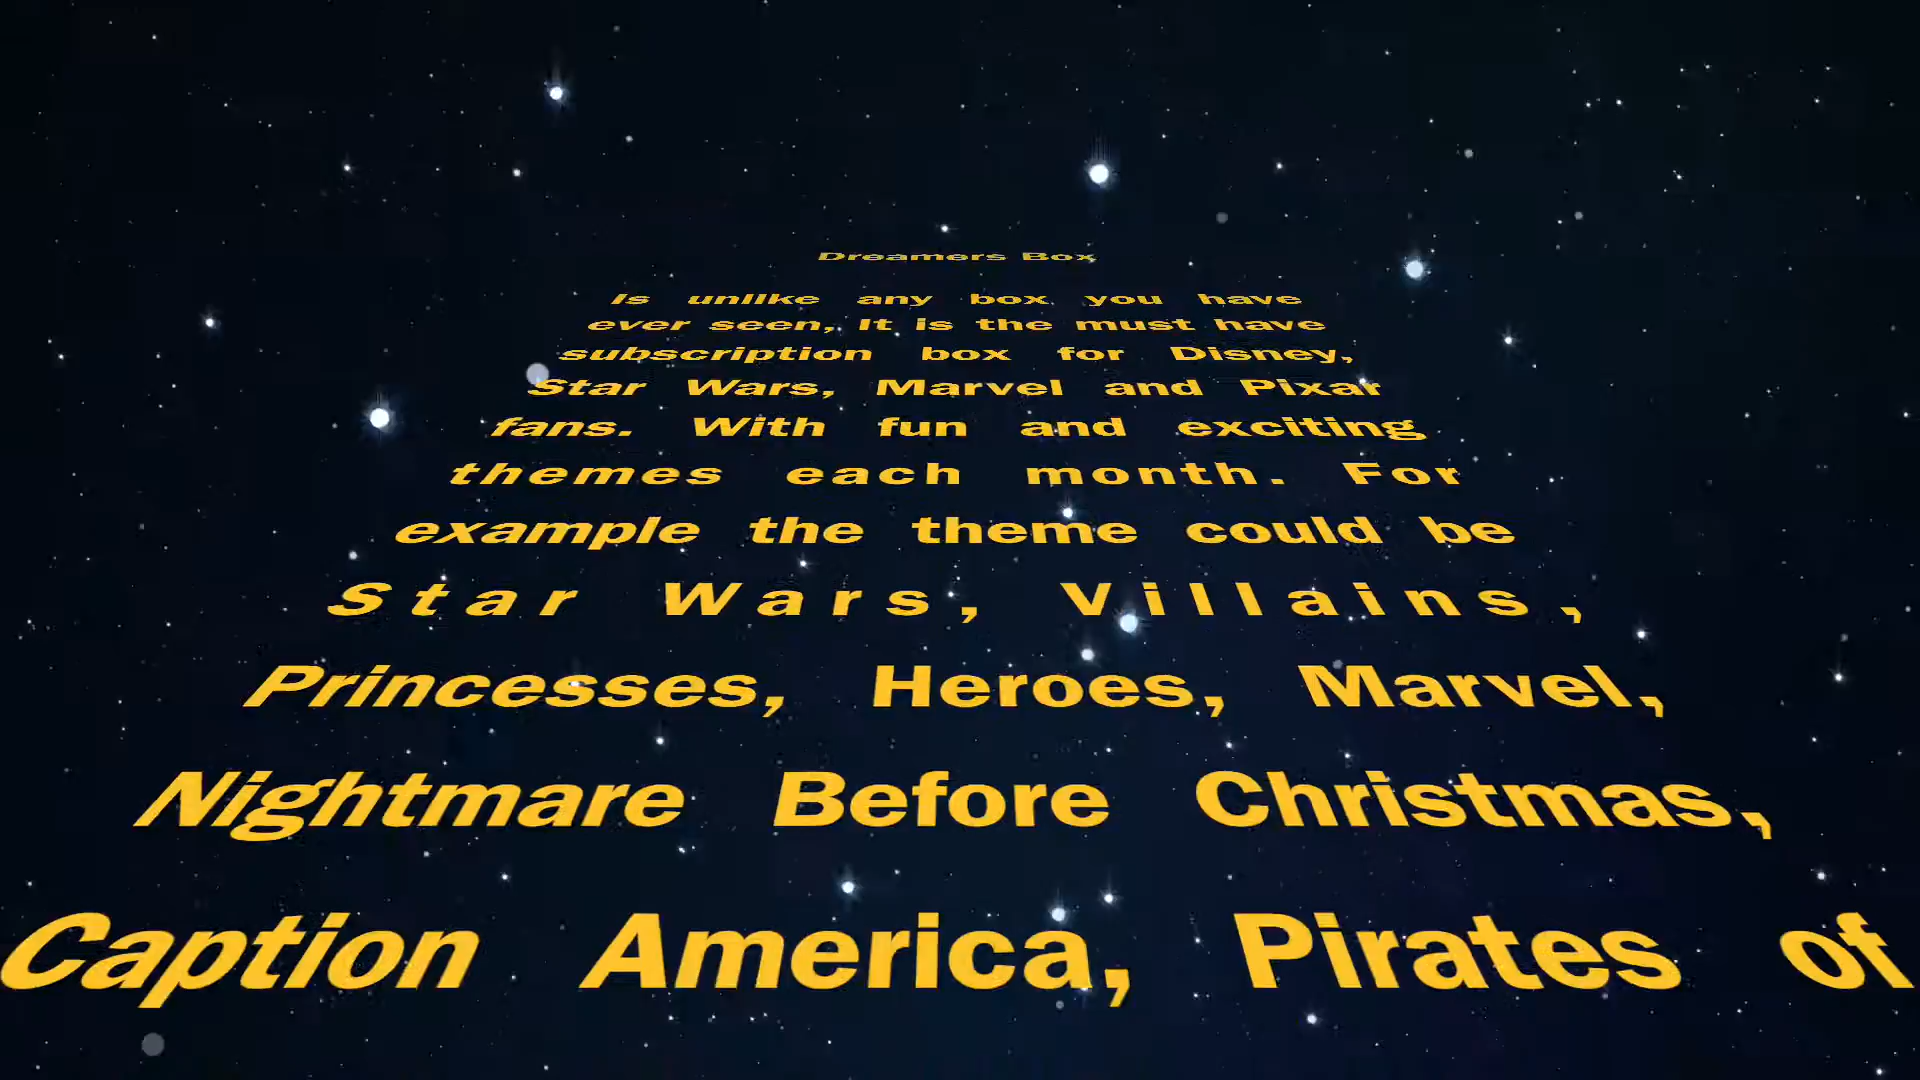 Dreamers Box
is unlike any box you have
ever seen, It is the must have
subscription box for Disney,
Star Wars, Marvel and Pixar
fans. With fun and exciting
themes each month. For
example the theme could be
Star Wars, Villains,
Princesses, Heroes, Marvel,
Nightmare Before Christmas,
Caption America, Pirates of